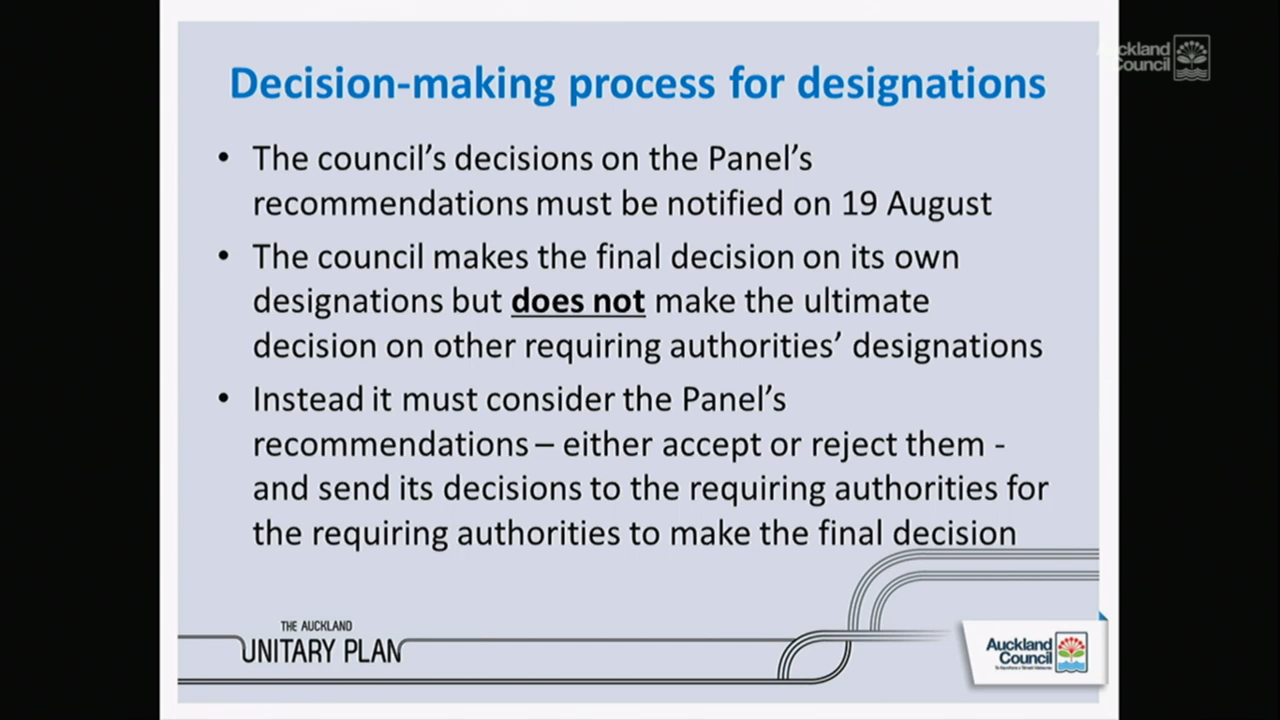 Auckland
Council
Decision-making process for designations
• The council's decisions on the Panel's
recommendations must be notified on 19 August
• The council makes the final decision on its own
designations but does not make the ultimate
decision on other requiring authorities' designations
• Instead it must consider the Panel's
recommendations – either accept or reject them -
and send its decisions to the requiring authorities for
the requiring authorities to make the final decision
THE AUCKLAND
UNITARY PLAN
Auckland
Council